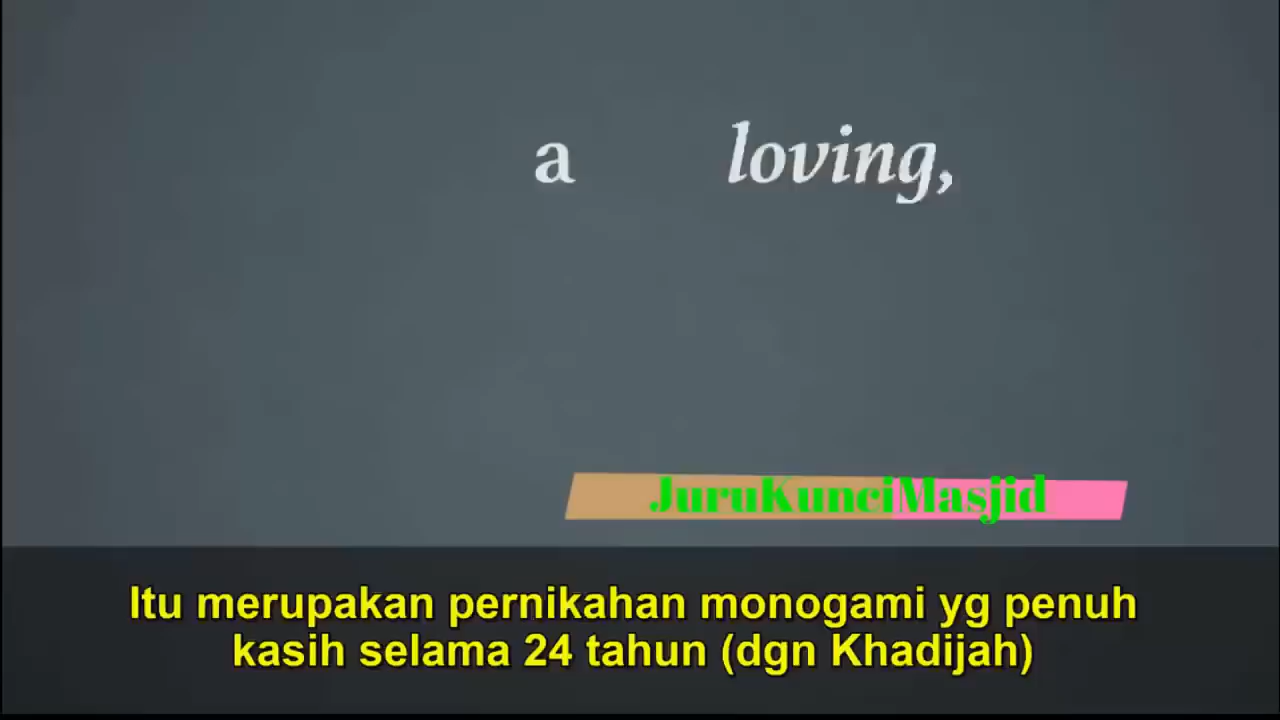 a loving,
JuruKunciMasjid
Itu merupakan pernikahan monogami yg penuh
kasih selama 24 tahun (dgn Khadijah)